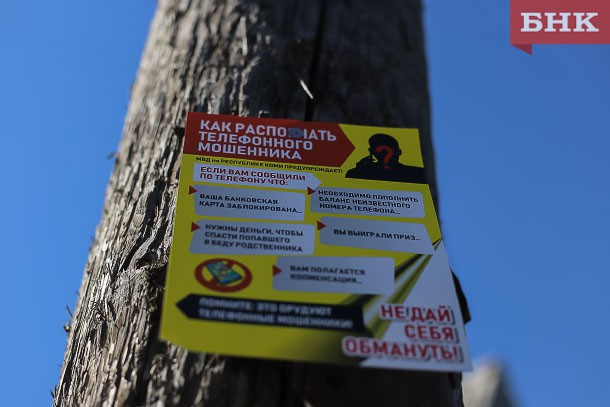 БНК
КАК РАСПОЗНАТЬ
ТЕЛЕФОННОГО
МОШЕННИКА
МВД по РЕСПУБЛИКЕ КОМИ ПРЕДУПРЕЖДАЕТ!
?
ЕСЛИ ВАМ СООБЩИЛИ
ПО ТЕЛЕФОНУ ЧТО:
ВАША БАНКОВСКАЯ
КАРТА ЗАБЛОКИРОВАНА...
НЕОБХОДИМО ПОПОЛНИТЬ
БАЛАНС НЕИЗВЕСТНОГО
НОМЕРА ТЕЛЕФОНА...
НУЖНЫ ДЕНЬГИ, ЧТОБЫ
СПАСТИ ПОПАВШЕГО
В БЕДУ РОДСТВЕННИКА
ВЫ ВЫИГРАЛИ ПРИЗ...
ВАМ ПОЛАГАЕТСЯ
КОПМЕНСАЦИЯ...
ПОМНИТЕ: ЭТО ОРУДУЮТ
ТЕЛЕФОННЫЕ МОШЕННИКИ!
НЕ ДАЙ
СЕБЯ
ОБМАНУТЬ!